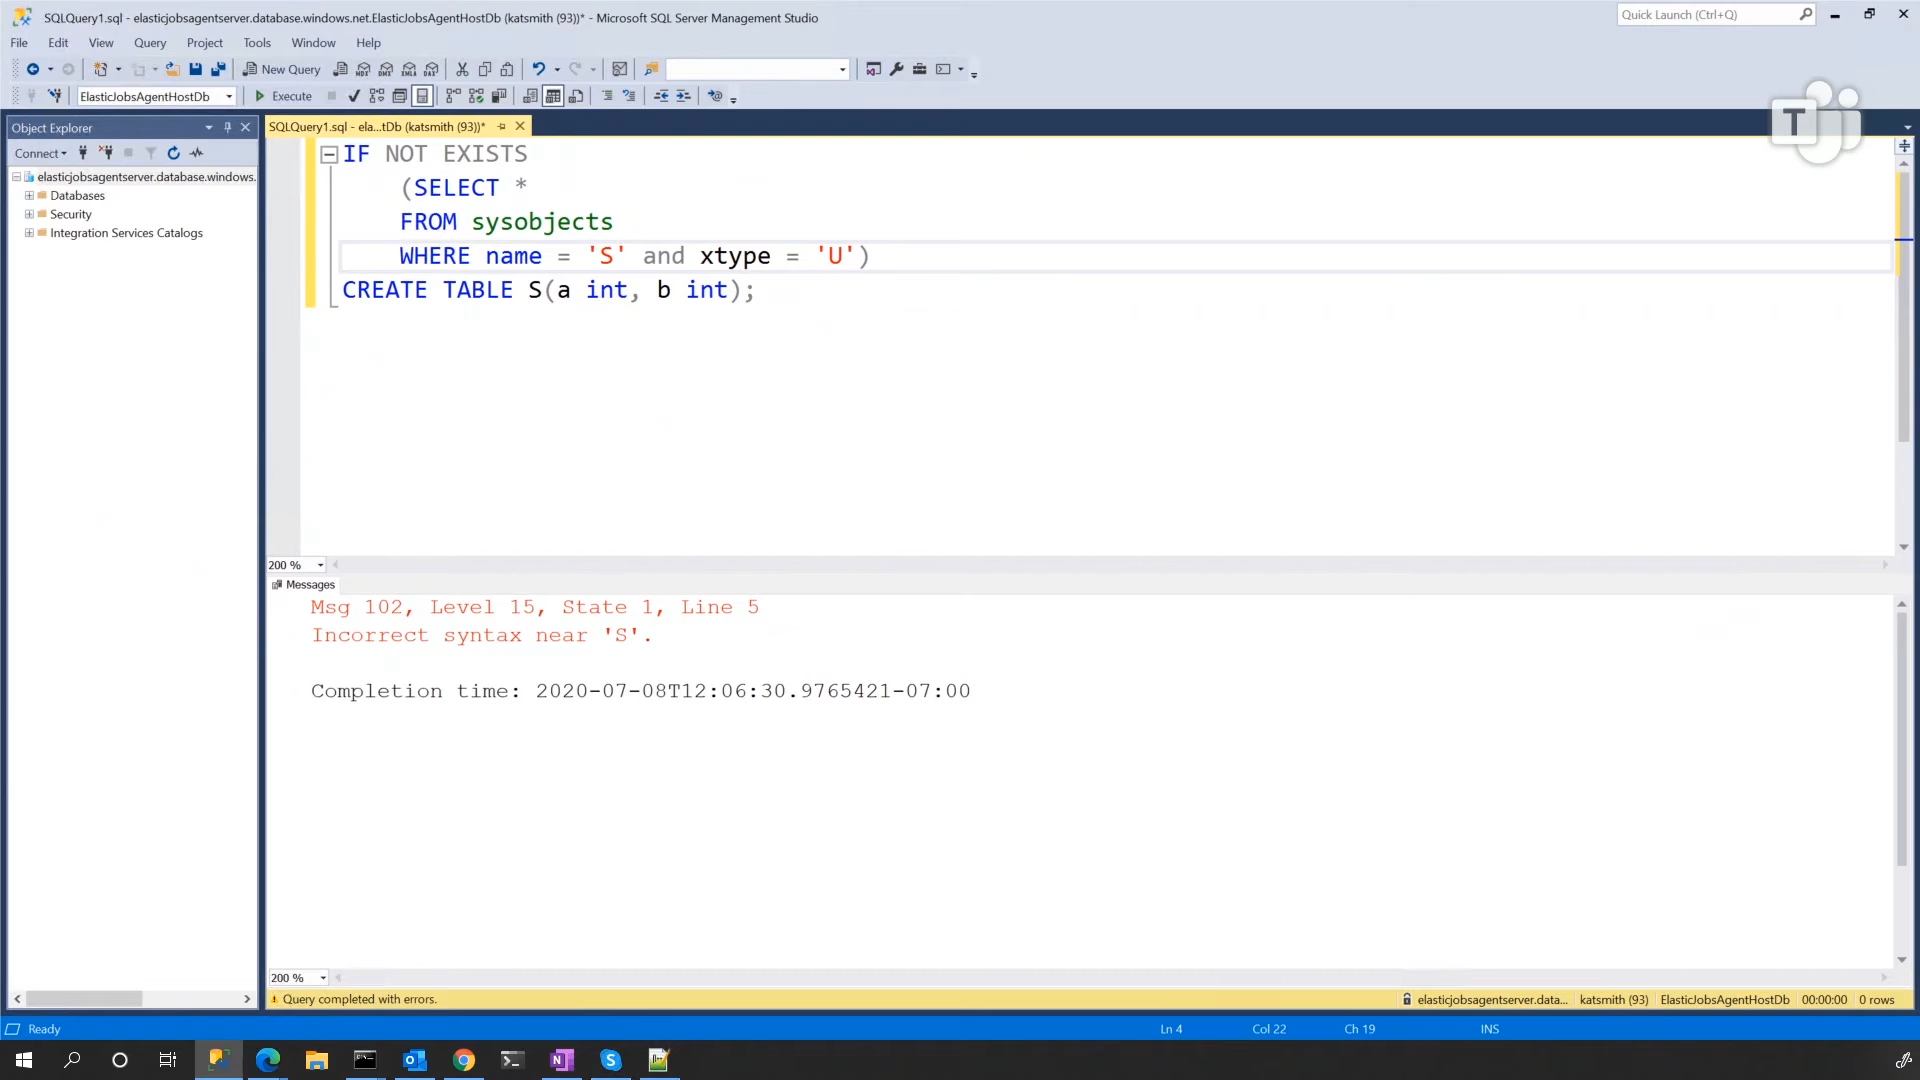 SQLQuery1.sql - elasticjobsagentserver.database.windows.net.ElasticJobsAgentHostDb (katsmith (93))* - Microsoft SQL Server Management Studio
Quick Launch (Ctrl+Q)
File Edit View Query Project Tools Window Help
New Query
MDX DMX XMLA DAX
ElasticJobsAgentHostDb
Execute
Object Explorer
SQLQuery1.sql - ela...tDb (katsmith (93))*
T
Connect
elasticjobsagentserver.database.windows.
Databases
Security
Integration Services Catalogs
IF NOT EXISTS
(SELECT *
FROM sysobjects
WHERE name = 'S' and xtype = 'U')
CREATE TABLE S(a int, b int);
200 %
Messages
Msg 102, Level 15, State 1, Line 5
Incorrect syntax near 'S'.
Completion time: 2020-07-08T12:06:30.9765421-07:00
200 %
Query completed with errors.
elasticjobsagentserver.data...
katsmith (93)
ElasticJobsAgentHostDb
00:00:00
0 rows
Ready
Ln 4
Col 22
Ch 19
INS